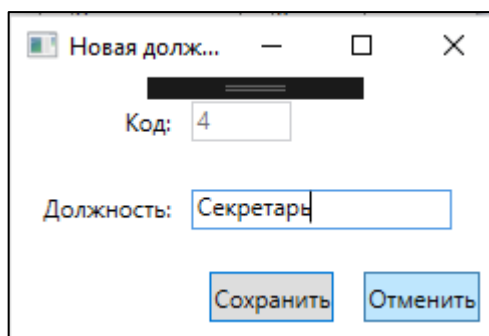 Новая долж...
Код: 4
Должность: Секретарь
Сохранить Отменить